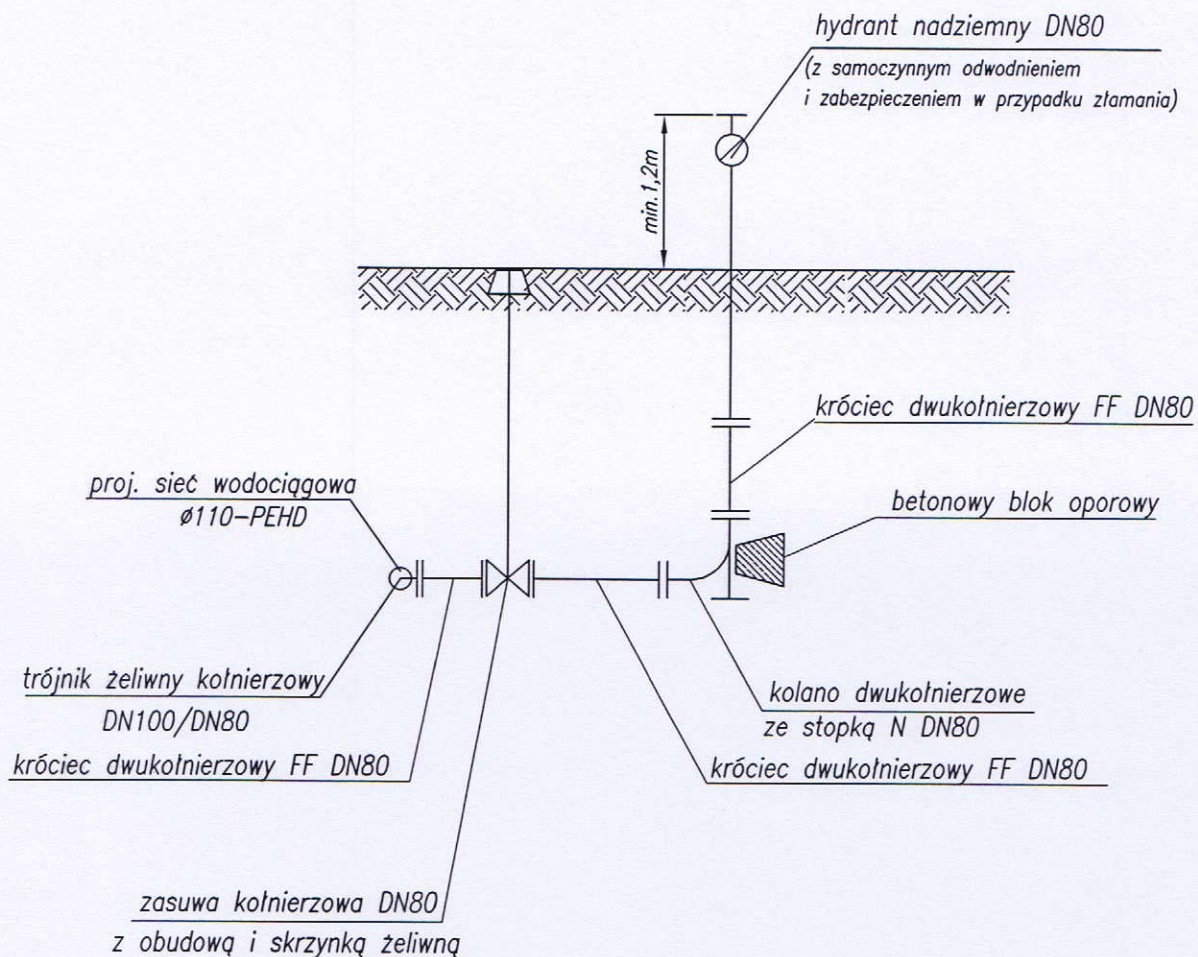 hydrant nadziemny DN80
(z samoczynnym odwodnieniem
i zabezpieczeniem w przypadku złamania)
min.1,2m
króciec dwukołnierzowy FF DN80
proj. sieć wodociągowa
ø110-PEHD
betonowy blok oporowy
trójnik żeliwny kołnierzowy
DN100/DN80
kolano dwukołnierzowe
ze stopką N DN80
króciec dwukołnierzowy FF DN80
króciec dwukołnierzowy FF DN80
zasuwa kołnierzowa DN80
z obudową i skrzynką żeliwną